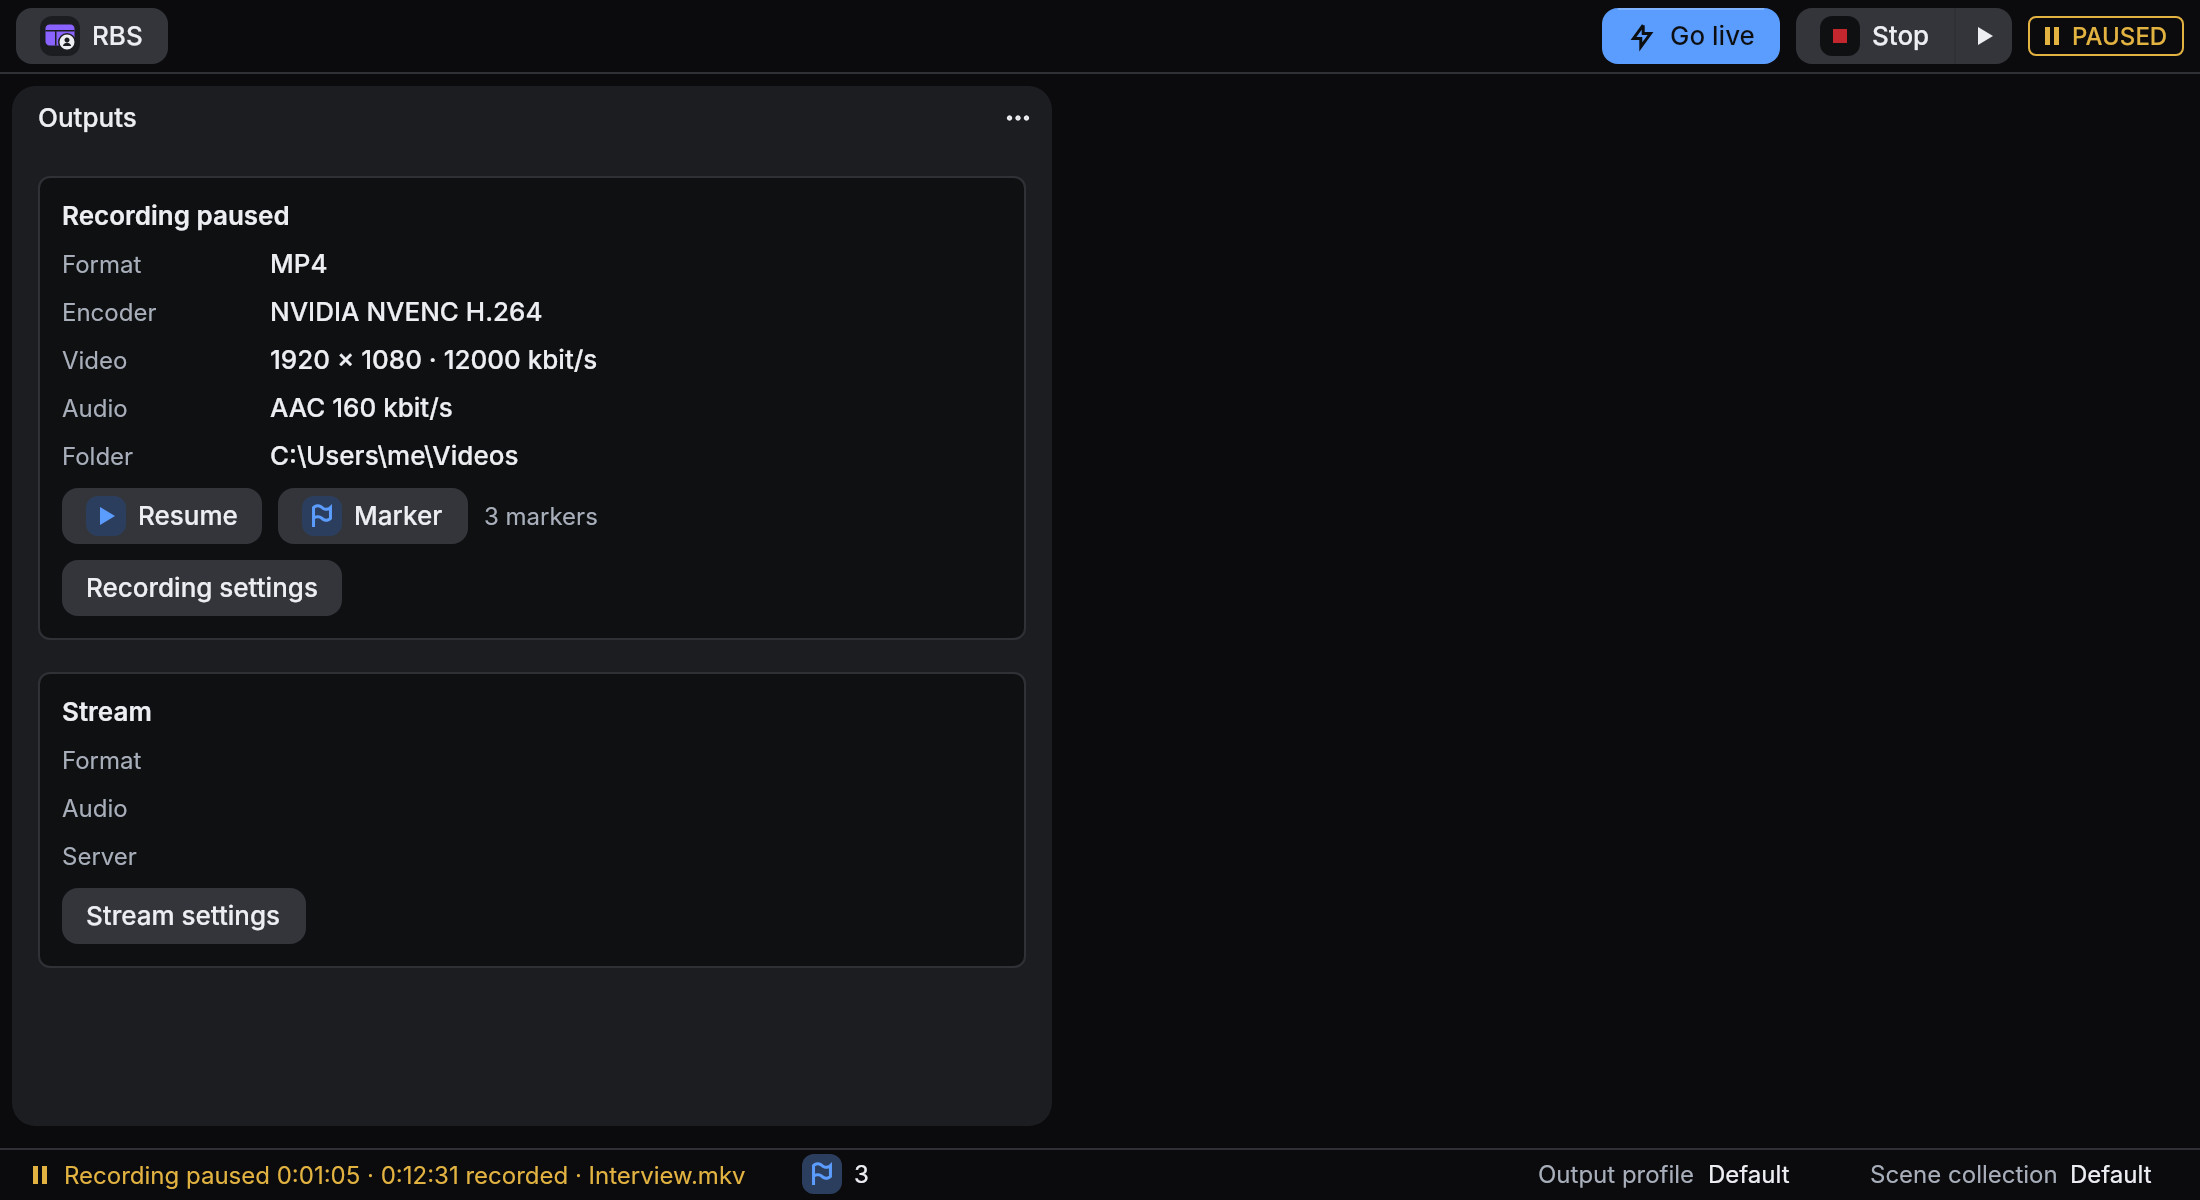 RBS
Go live
Stop
PAUSED
Outputs
Recording paused
Format MP4
Encoder NVIDIA NVENC H.264
Video 1920 × 1080 · 12000 kbit/s
Audio AAC 160 kbit/s
Folder C:\Users\me\Videos
Resume Marker 3 markers
Recording settings
Stream
Format
Audio
Server
Stream settings
Recording paused 0:01:05 · 0:12:31 recorded · Interview.mkv 3 Output profile Default Scene collection Default